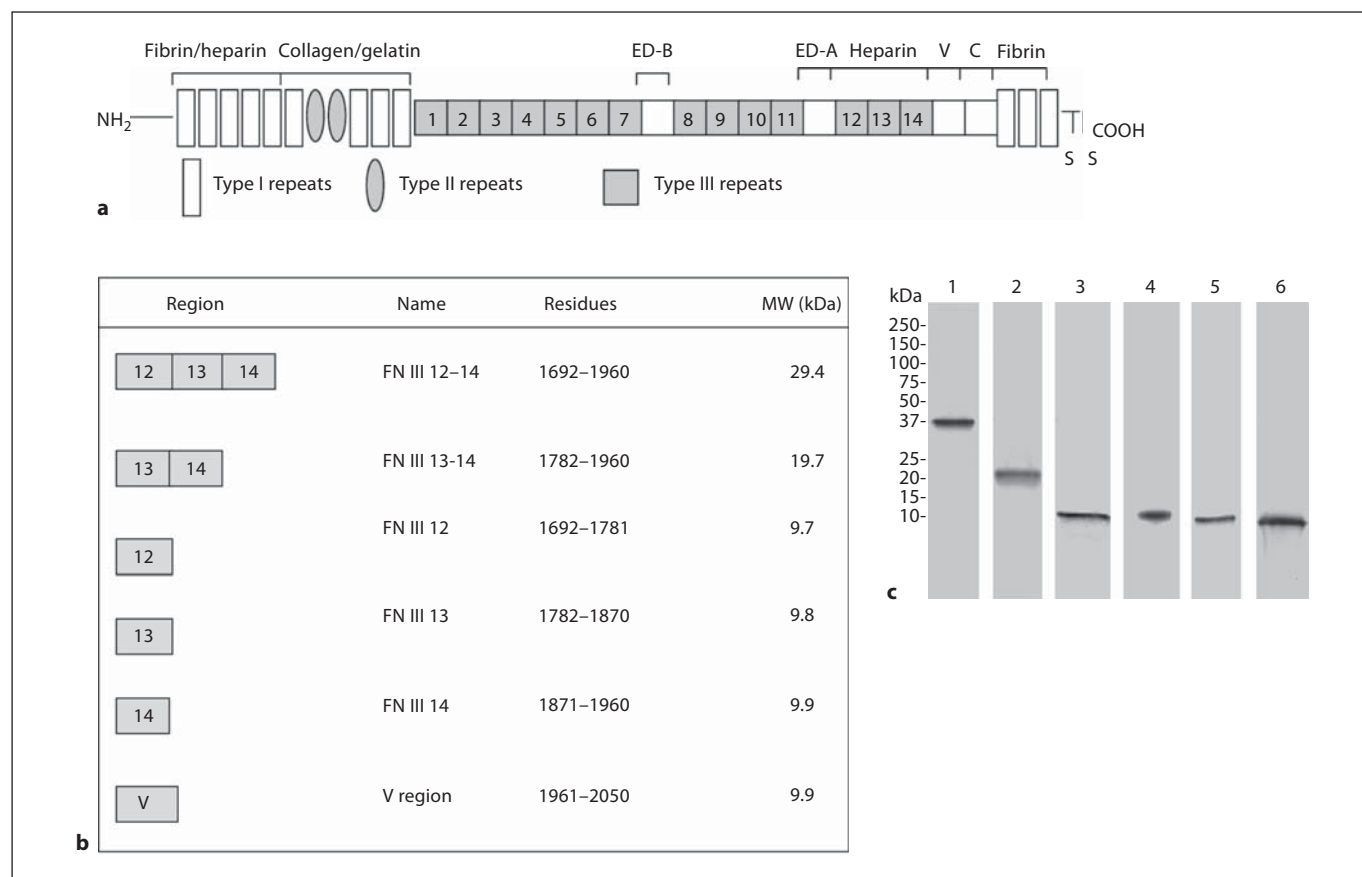 Fibrin/heparin Collagen/gelatin ED-B ED-A Heparin V C Fibrin
NH2 1 2 3 4 5 6 7 8 9 10 11 12 13 14 COOH
S S
Type I repeats Type II repeats Type III repeats
a
Region Name Residues MW (kDa)
12 13 14 FN III 12–14 1692–1960 29.4
13 14 FN III 13-14 1782–1960 19.7
12 FN III 12 1692–1781 9.7
13 FN III 13 1782–1870 9.8
14 FN III 14 1871–1960 9.9
V V region 1961–2050 9.9
b
kDa 1 2 3 4 5 6
250-
150-
100-
75-
50-
37-
25-
20-
15-
10-
c